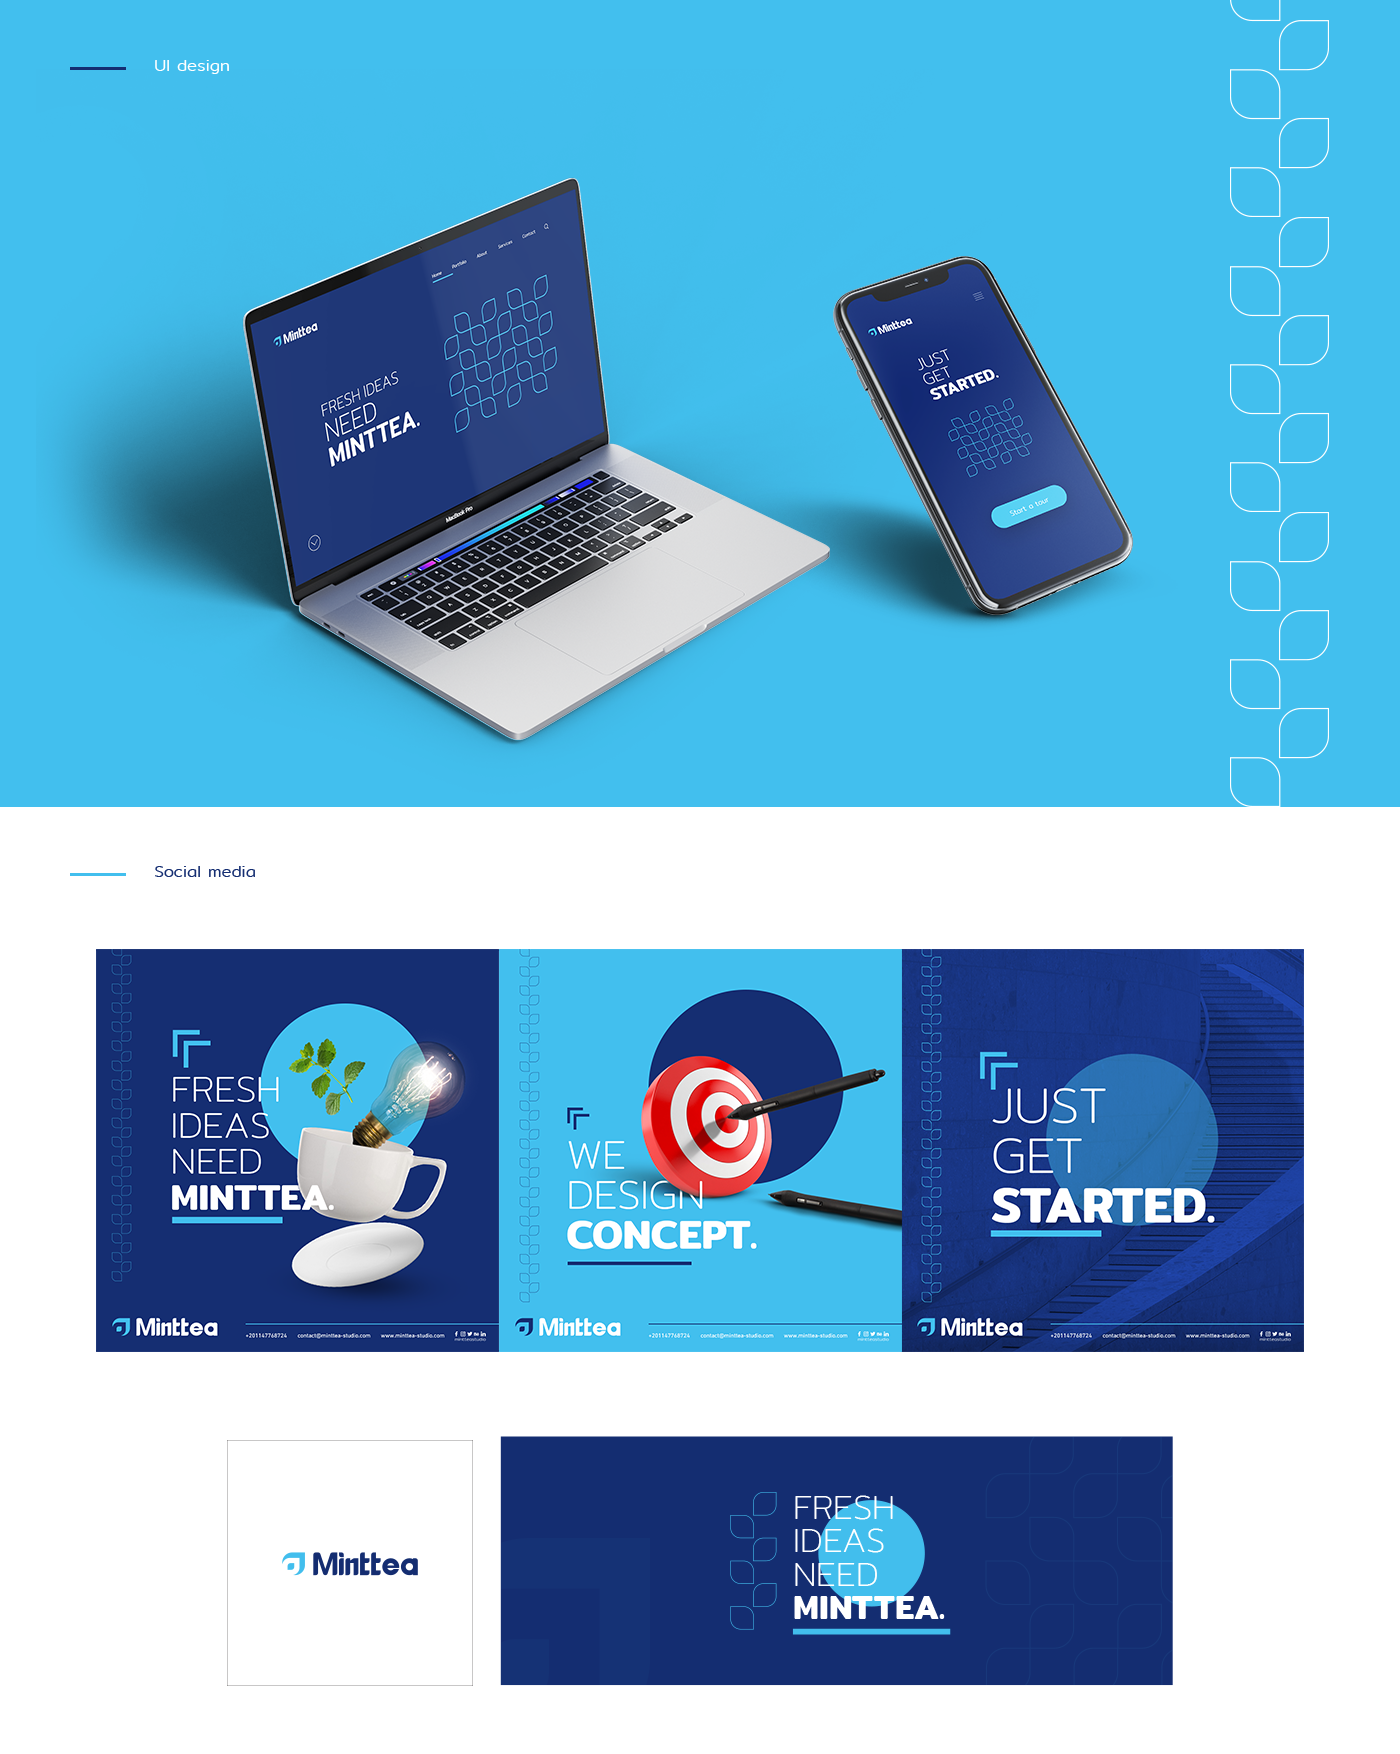 UI design
Home Portfolio About Services Contact
Minttea
FRESH IDEAS
NEED
MINTTEA.
MacBook Pro
Minttea
JUST
GET
STARTED.
Start a tour
Social media
FRESH
IDEAS
NEED
MINTTEA.
Minttea
+201147768724 contact@minttea-studio.com www.minttea-studio.com
mintteastudio
WE
DESIGN
CONCEPT.
Minttea
+201147768724 contact@minttea-studio.com www.minttea-studio.com
mintteastudio
JUST
GET
STARTED.
Minttea
+201147768724 contact@minttea-studio.com www.minttea-studio.com
mintteastudio
Minttea
FRESH
IDEAS
NEED
MINTTEA.